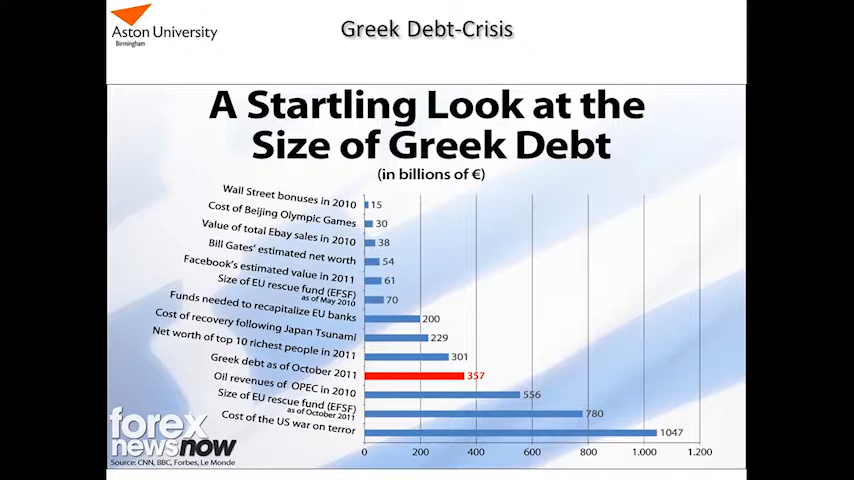 Aston University
Birmingham
Greek Debt-Crisis
A Startling Look at the
Size of Greek Debt
(in billions of €)
Wall Street bonuses in 2010 15
Cost of Beijing Olympic Games 30
Value of total Ebay sales in 2010 38
Bill Gates' estimated net worth 54
Facebook's estimated value in 2011 61
Size of EU rescue fund (EFSF) 70
as of May 2010
Funds needed to recapitalize EU banks 200
Cost of recovery following Japan Tsunami 229
Net worth of top 10 richest people in 2011 301
Greek debt as of October 2011 357
Oil revenues of OPEC in 2010 556
Size of EU rescue fund (EFSF) 780
as of October 2011
Cost of the US war on terror 1047
0 200 400 600 800 1.000 1.200
forex
newsnow
Source: CNN, BBC, Forbes, Le Monde